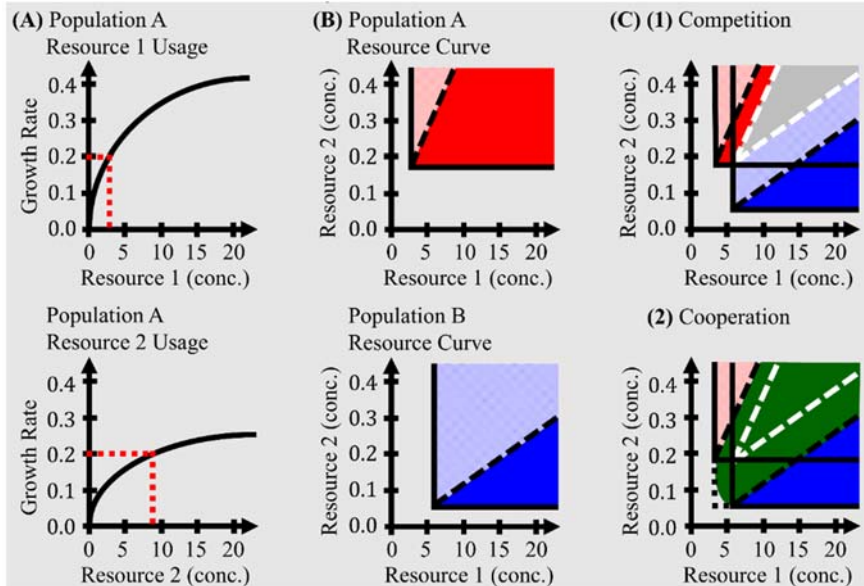 (A) Population A
Resource 1 Usage
Growth Rate
0.4
0.3
0.2
0.1
0.0
0 5 10 15 20
Resource 1 (conc.)
(B) Population A
Resource Curve
Resource 2 (conc.)
0.4
0.3
0.2
0.1
0.0
0 5 10 15 20
Resource 1 (conc.)
(C) (1) Competition
Resource 2 (conc.)
0.4
0.3
0.2
0.1
0.0
0 5 10 15 20
Resource 1 (conc.)
Population A
Resource 2 Usage
Growth Rate
0.4
0.3
0.2
0.1
0.0
0 5 10 15 20
Resource 2 (conc.)
Population B
Resource Curve
Resource 2 (conc.)
0.4
0.3
0.2
0.1
0.0
0 5 10 15 20
Resource 1 (conc.)
(2) Cooperation
Resource 2 (conc.)
0.4
0.3
0.2
0.1
0.0
0 5 10 15 20
Resource 1 (conc.)